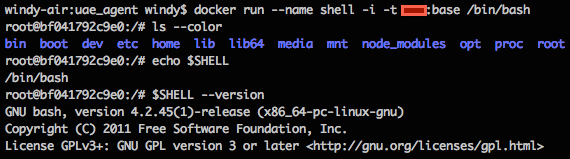 windy-air:uae_agent windy$ docker run --name shell -i -t :base /bin/bash
root@bf041792c9e0:/# ls --color
bin boot dev etc home lib lib64 media mnt node_modules opt proc root
root@bf041792c9e0:/# echo $SHELL
/bin/bash
root@bf041792c9e0:/# $SHELL --version
GNU bash, version 4.2.45(1)-release (x86_64-pc-linux-gnu)
Copyright (C) 2011 Free Software Foundation, Inc.
License GPLv3+: GNU GPL version 3 or later <http://gnu.org/licenses/gpl.html>